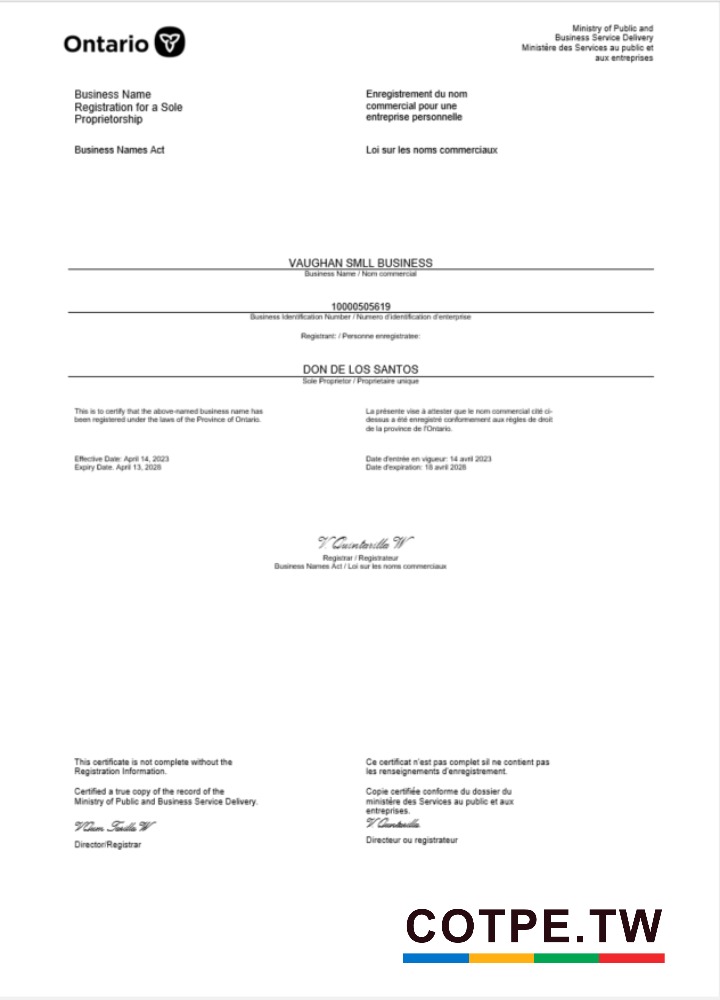 Ontario
Ministry of Public and
Business Service Delivery
Ministère des Services au public et
aux entreprises
Business Name
Registration for a Sole
Proprietorship
Enregistrement du nom
commercial pour une
entreprise personnelle
Business Names Act
Loi sur les noms commerciaux
VAUGHAN SMLL BUSINESS
Business Name / Nom commercial
10000505619
Business Identification Number / Numero d'identification d'enterprise
Registrant: / Personne enregistratee:
DON DE LOS SANTOS
Sole Proprietor / Proprietaire unique
This is to certify that the above-named business name has
been registered under the laws of the Province of Ontario.
La présente vise à attester que le nom commercial cité ci-
dessus a été enregistré conformement aux règles de droit
de la province de l'Ontario.
Effective Date: April 14, 2023
Expiry Date. April 13, 2028
Date d'entrée en vigueur: 14 avril 2023
Date d'expiration: 18 avril 2028
V. Quintarilla W
Registrar / Registrateur
Business Names Act / Loi sur les noms commerciaux
This certificate is not complete without the
Registration Information.
Ce certificat n'est pas complet sil ne contient pas
les renseignements d'enregistrement.
Certified a true copy of the record of the
Ministry of Public and Business Service Delivery.
Copie certifiée conforme du dossier du
ministère des Services au public et aux
entreprises.
Director/Registrar
Directeur ou registrateur
COTPE.TW